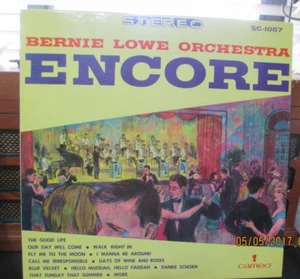 STEREO
SC-1057
BERNIE LOWE ORCHESTRA
ENCORE
THE GOOD LIFE
OUR DAY WILL COME • WALK RIGHT IN
FLY ME TO THE MOON • I WANNA BE AROUND
CALL ME IRRESPONSIBLE • DAYS OF WINE AND ROSES
BLUE VELVET • HELLO MUDDAH, HELLO FADDAH • DANKE SCHOEN
THAT SUNDAY THAT SUMMER • MORE
cameo
05/05/2017